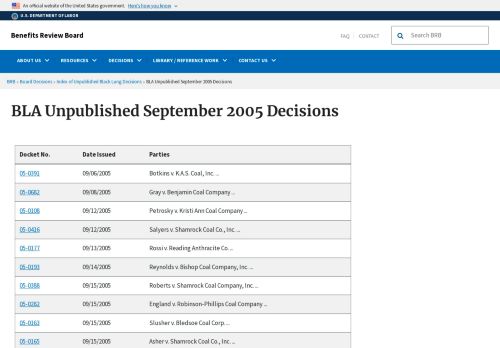 An official website of the United States government. Here's how you know
U.S. DEPARTMENT OF LABOR
Benefits Review Board
FAQ CONTACT
Search BRB
ABOUT US RESOURCES DECISIONS LIBRARY / REFERENCE WORK CONTACT US
BRB › Board Decisions › Index of Unpublished Black Lung Decisions › BLA Unpublished September 2005 Decisions
BLA Unpublished September 2005 Decisions
Docket No. Date Issued Parties
05-0391 09/06/2005 Botkins v. K.A.S. Coal, Inc. ...
05-0682 09/08/2005 Gray v. Benjamin Coal Company ...
05-0108 09/12/2005 Petrosky v. Kristi Ann Coal Company ...
05-0426 09/12/2005 Salyers v. Shamrock Coal Co., Inc. ...
05-0177 09/13/2005 Rossi v. Reading Anthracite Co. ...
05-0193 09/14/2005 Reynolds v. Bishop Coal Company, Inc. ...
05-0388 09/15/2005 Roberts v. Shamrock Coal Company, Inc. ...
05-0282 09/15/2005 England v. Robinson-Phillips Coal Company ...
05-0163 09/15/2005 Slusher v. Bledsoe Coal Corp. ...
05-0165 09/15/2005 Asher v. Shamrock Coal Co., Inc. ...